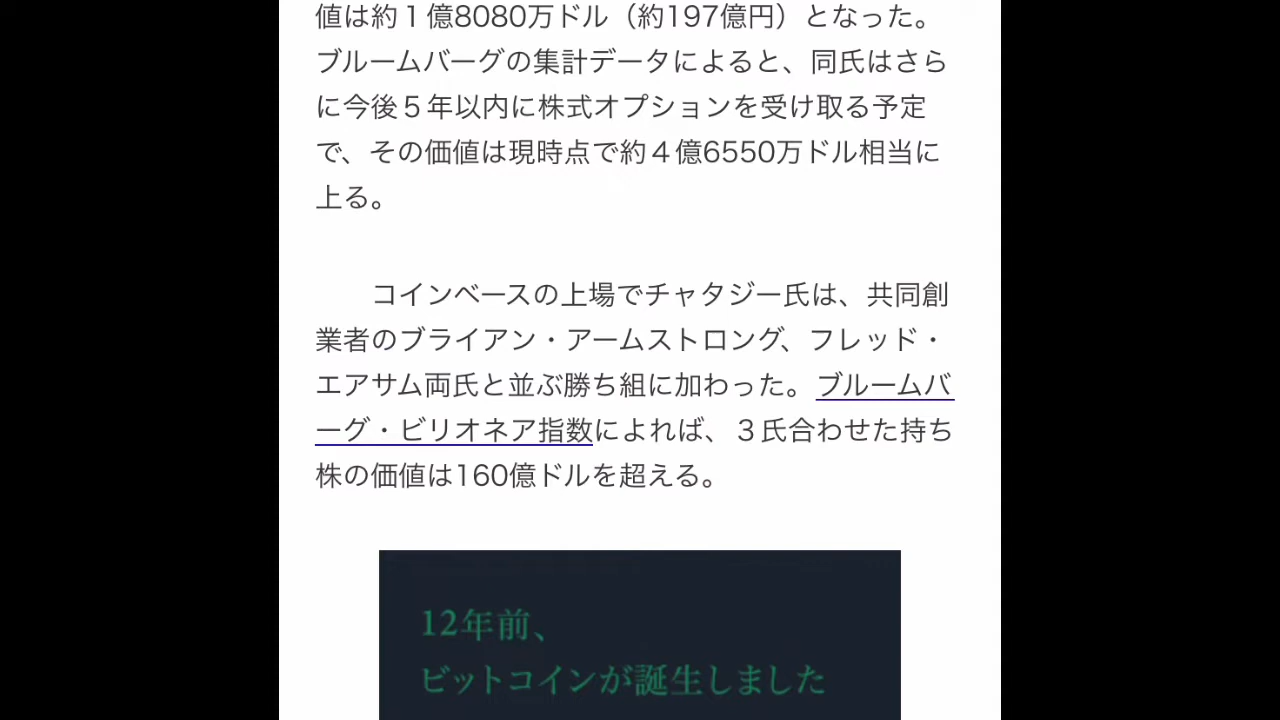 値は約１億8080万ドル（約197億円）となった。
ブルームバーグの集計データによると、同氏はさら
に今後５年以内に株式オプションを受け取る予定
で、その価値は現時点で約４億6550万ドル相当に
上る。
コインベースの上場でチャタジー氏は、共同創
業者のブライアン・アームストロング、フレッド・
エアサム両氏と並ぶ勝ち組に加わった。ブルームバ
ーグ・ビリオネア指数によれば、３氏合わせた持ち
株の価値は160億ドルを超える。
12年前、
ビットコインが誕生しました